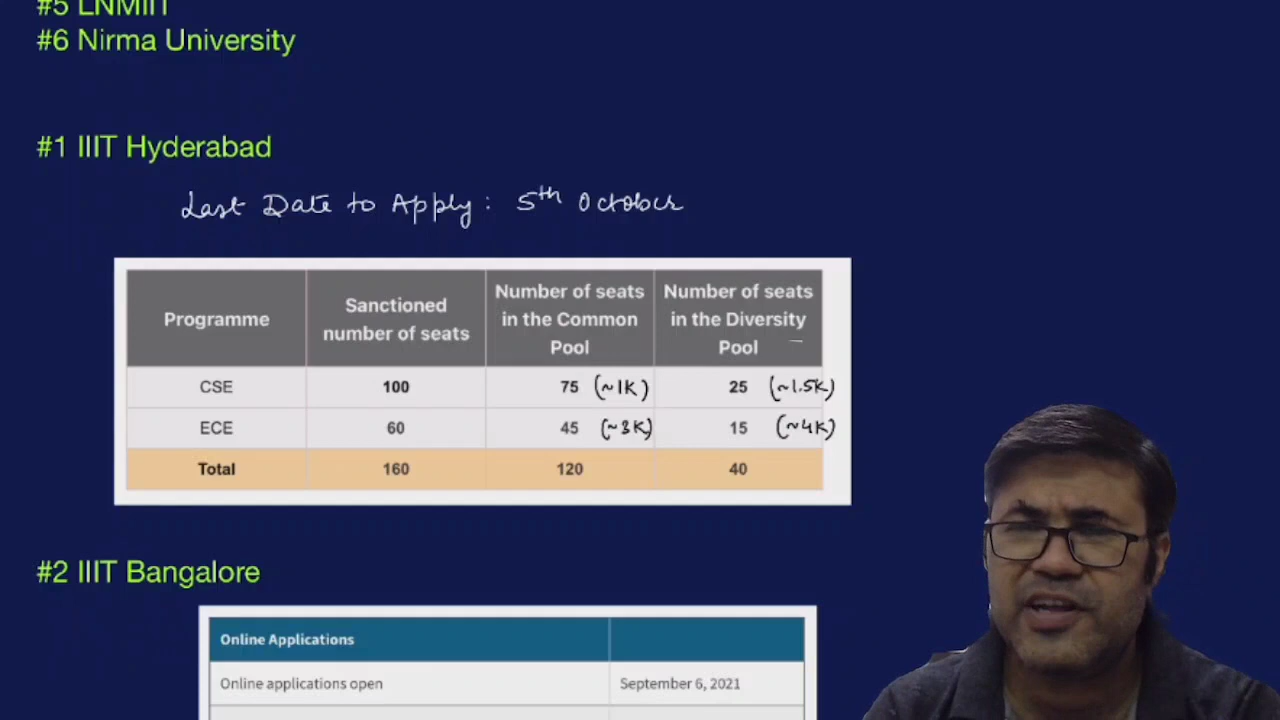 #5 LNMIIT
#6 Nirma University
#1 IIIT Hyderabad
Last Date to Apply : 5th October
Programme
Sanctioned
number of seats
Number of seats
in the Common
Pool
Number of seats
in the Diversity
Pool
CSE 100 75 (~1K) 25 (~1.5K)
ECE 60 45 (~3K) 15 (~4K)
Total 160 120 40
#2 IIIT Bangalore
Online Applications
Online applications open September 6, 2021